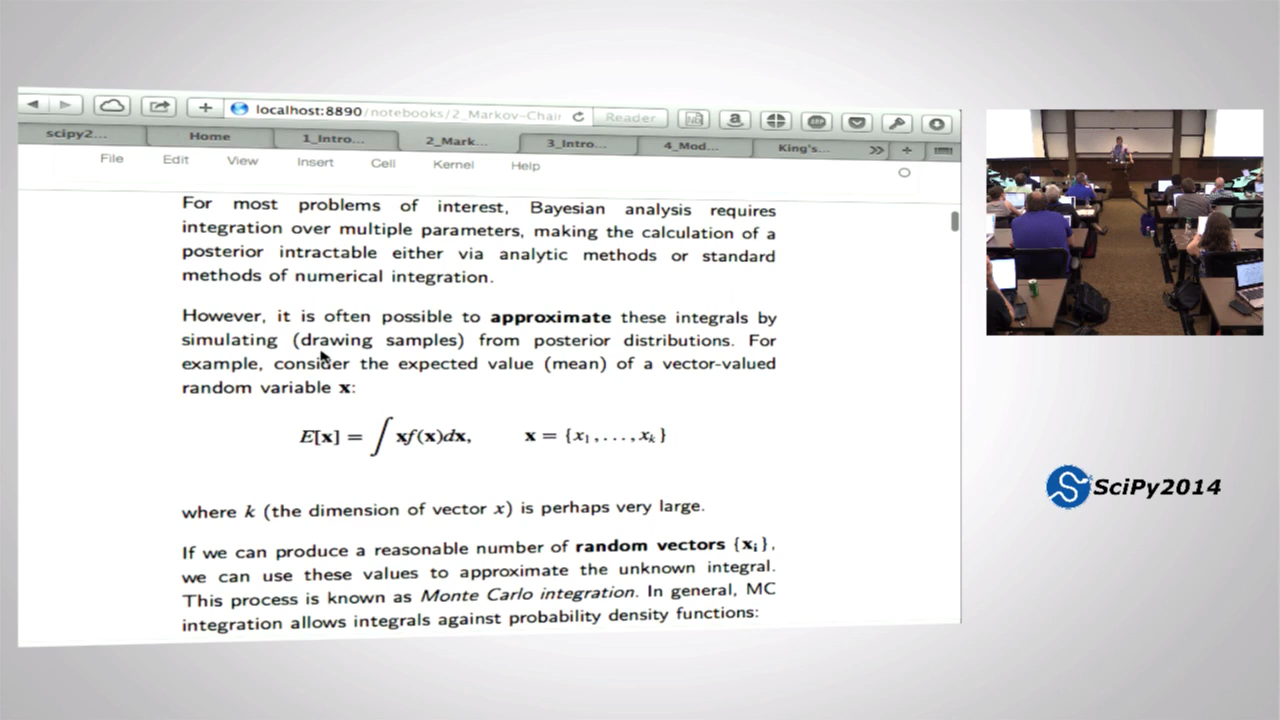 localhost:8890/notebooks/2_Markov-Chai
Reader
scipy2...
Home
1_Intro...
2_Mark...
3_Intro...
4_Mod...
King's...
File Edit View Insert Cell Kernel Help
For most problems of interest, Bayesian analysis requires
integration over multiple parameters, making the calculation of a
posterior intractable either via analytic methods or standard
methods of numerical integration.
However, it is often possible to approximate these integrals by
simulating (drawing samples) from posterior distributions. For
example, consider the expected value (mean) of a vector-valued
random variable x:
E[x] = ∫ xf(x)dx, x = {x₁, . . . , xₖ}
where k (the dimension of vector x) is perhaps very large.
If we can produce a reasonable number of random vectors {xᵢ},
we can use these values to approximate the unknown integral.
This process is known as Monte Carlo integration. In general, MC
integration allows integrals against probability density functions:
SciPy2014